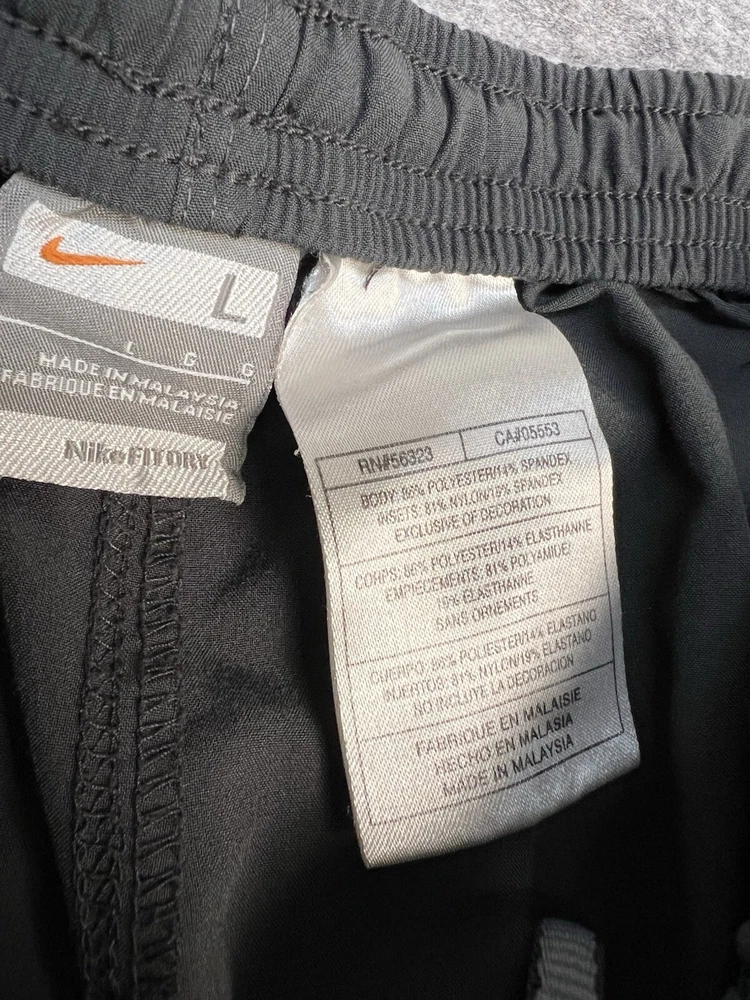 L
L G G
MADE IN MALAYSIA
FABRIQUE EN MALAISIE
Nike FIT DRY
RN#56323 CA#05553
BODY: 86% POLYESTER/14% SPANDEX
INSETS: 81% NYLON/19% SPANDEX
EXCLUSIVE OF DECORATION
CORPS: 86% POLYESTER/14% ELASTHANNE
EMPIECEMENTS: 81% POLYAMIDE/
19% ELASTHANNE
SANS ORNEMENTS
CUERPO: 86% POLIESTER/14% ELASTANO
INJERTOS: 81% NYLON/19% ELASTANO
NO INCLUYE LA DECORACION
FABRIQUE EN MALAISIE
HECHO EN MALASIA
MADE IN MALAYSIA